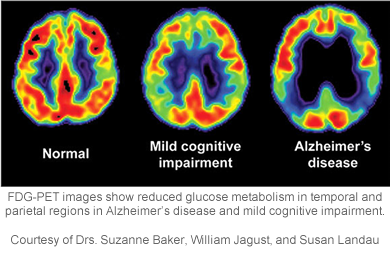 Normal
Mild cognitive
impairment
Alzheimer's
disease
FDG-PET images show reduced glucose metabolism in temporal and
parietal regions in Alzheimer's disease and mild cognitive impairment.
Courtesy of Drs. Suzanne Baker, William Jagust, and Susan Landau